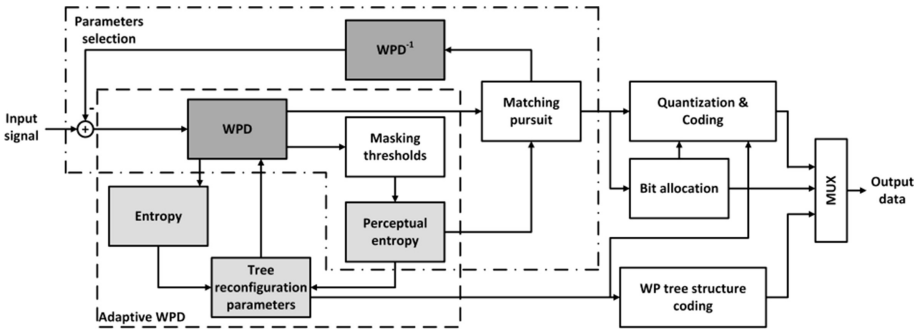 Parameters
selection
WPD-1
Input
signal
-
+
WPD
Masking
thresholds
Matching
pursuit
Quantization &
Coding
Bit allocation
MUX
Output
data
Entropy
Perceptual
entropy
Tree
reconfiguration
parameters
WP tree structure
coding
Adaptive WPD